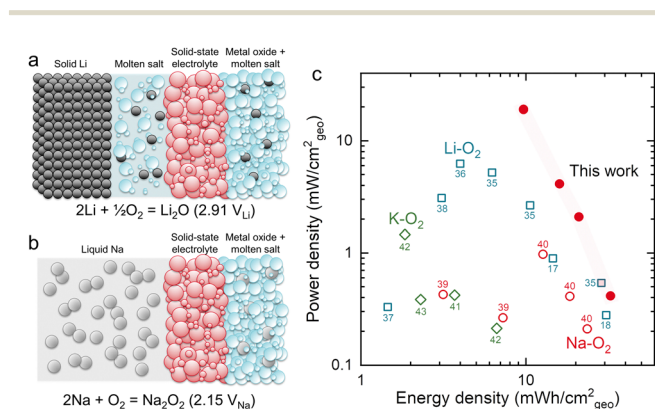 a
Solid Li
Molten salt
Solid-state
electrolyte
Metal oxide +
molten salt
2Li + ½O₂ = Li₂O (2.91 V_Li)
b
Liquid Na
Solid-state
electrolyte
Metal oxide +
molten salt
2Na + O₂ = Na₂O₂ (2.15 V_Na)
c
Power density (mW/cm²geo)
10
1
0.1
Li-O₂
This work
36
35
38
35
K-O₂
42
40
17
39
40
35
43
41
37
39
42
40
18
Na-O₂
1
10
Energy density (mWh/cm²geo)